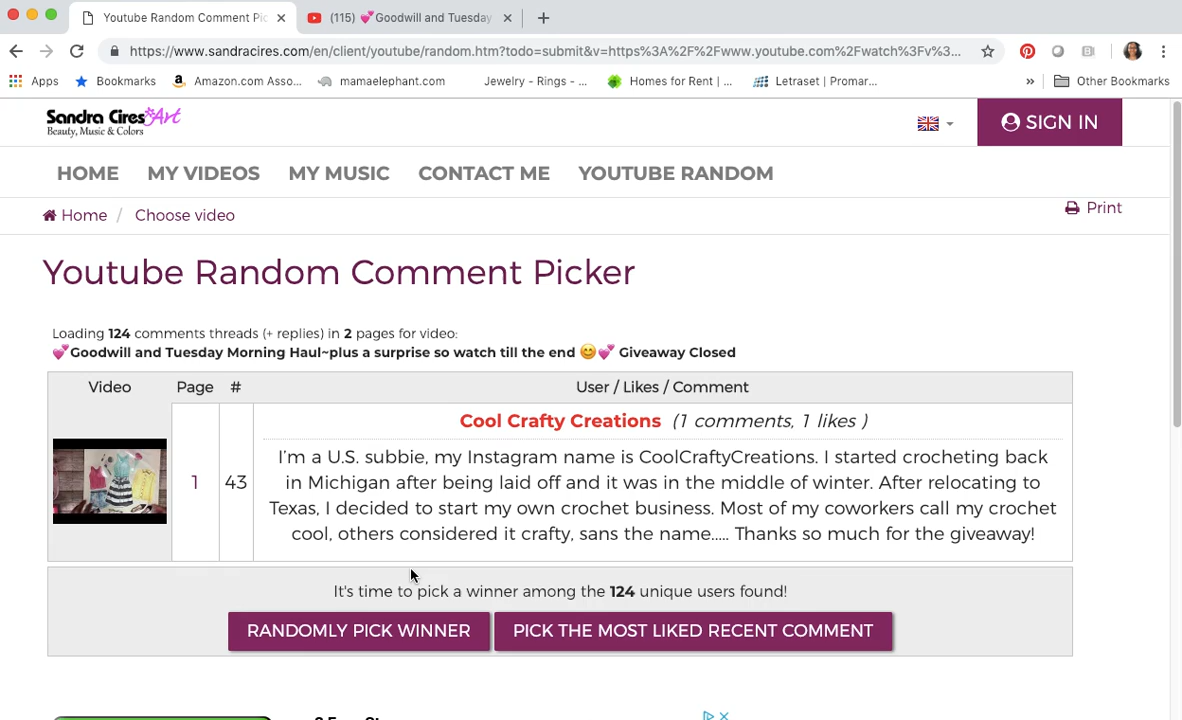 Youtube Random Comment Pic
(115) 💕Goodwill and Tuesday
https://www.sandracires.com/en/client/youtube/random.htm?todo=submit&v=https%3A%2F%2Fwww.youtube.com%2Fwatch%3Fv%3...
Apps Bookmarks Amazon.com Asso... mamaelephant.com Jewelry - Rings - ... Homes for Rent | ... Letraset | Promar... » Other Bookmarks
Sandra Cires Art
Beauty, Music & Colors
SIGN IN
HOME MY VIDEOS MY MUSIC CONTACT ME YOUTUBE RANDOM
Home / Choose video
Print
Youtube Random Comment Picker
Loading 124 comments threads (+ replies) in 2 pages for video:
💕Goodwill and Tuesday Morning Haul~plus a surprise so watch till the end 😊💕 Giveaway Closed
Video Page # User / Likes / Comment
Cool Crafty Creations (1 comments, 1 likes )
1 43
I'm a U.S. subbie, my Instagram name is CoolCraftyCreations. I started crocheting back
in Michigan after being laid off and it was in the middle of winter. After relocating to
Texas, I decided to start my own crochet business. Most of my coworkers call my crochet
cool, others considered it crafty, sans the name..... Thanks so much for the giveaway!
It's time to pick a winner among the 124 unique users found!
RANDOMLY PICK WINNER PICK THE MOST LIKED RECENT COMMENT